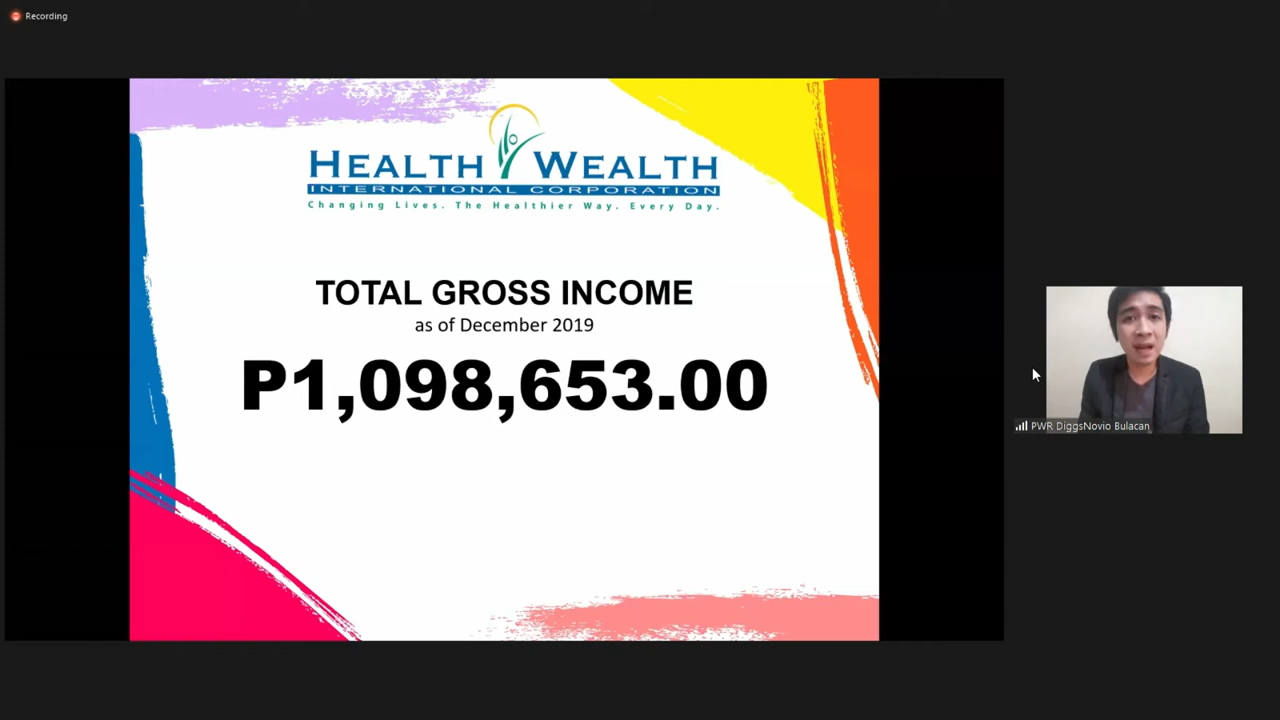 Recording
HEALTH WEALTH
INTERNATIONAL CORPORATION
Changing Lives. The Healthier Way. Every Day.
TOTAL GROSS INCOME
as of December 2019
P1,098,653.00
PWR DiggsNovio Bulacan